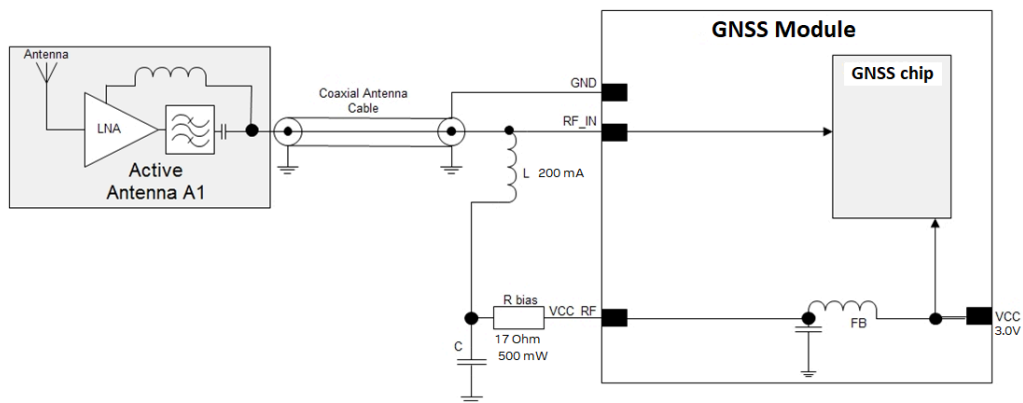 GNSS Module
Antenna
GNSS chip
LNA
Coaxial Antenna
Cable
GND
RF_IN
Active
Antenna A1
L 200 mA
R bias
VCC_RF
17 Ohm
500 mW
C
FB
VCC
3.0V